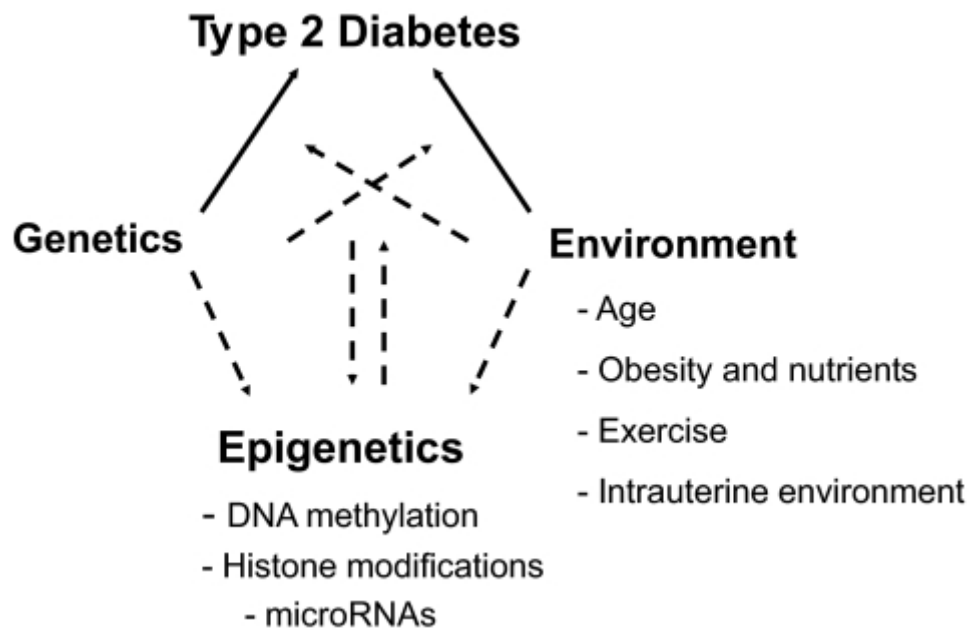 Type 2 Diabetes
Genetics
Environment
- Age
- Obesity and nutrients
- Exercise
- Intrauterine environment
Epigenetics
- DNA methylation
- Histone modifications
- microRNAs